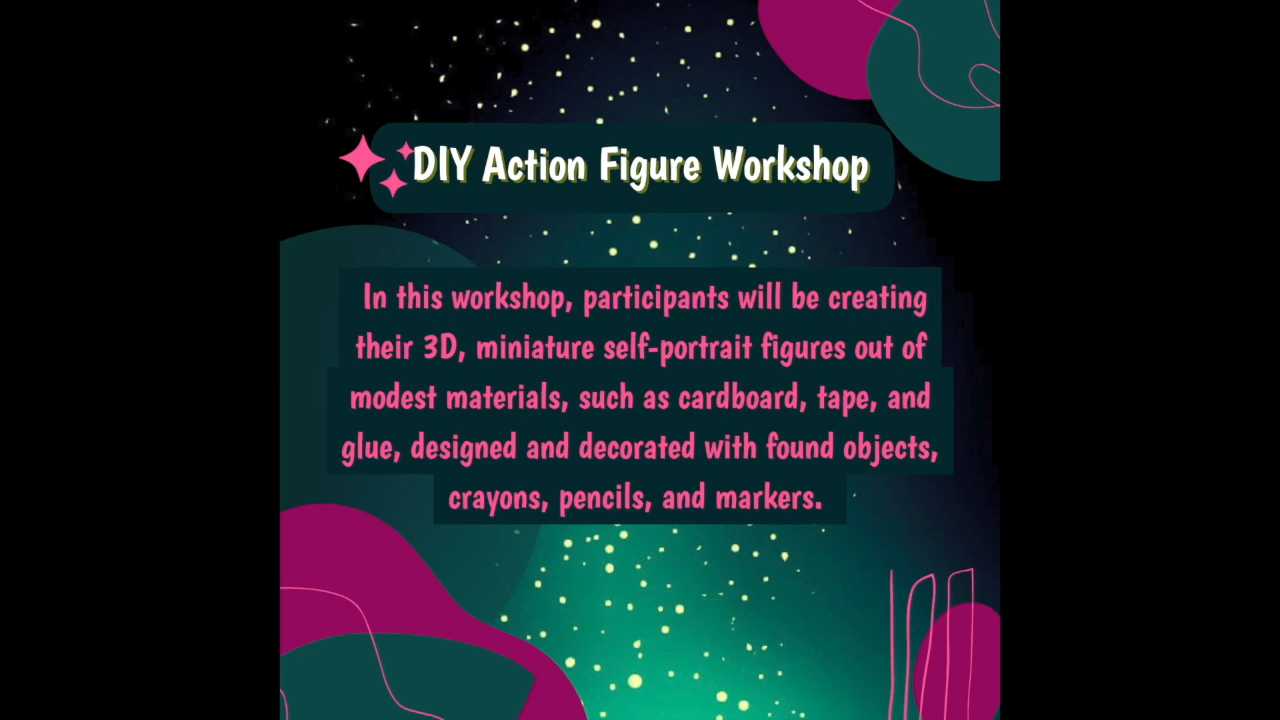 DIY Action Figure Workshop
In this workshop, participants will be creating
their 3D, miniature self-portrait figures out of
modest materials, such as cardboard, tape, and
glue, designed and decorated with found objects,
crayons, pencils, and markers.